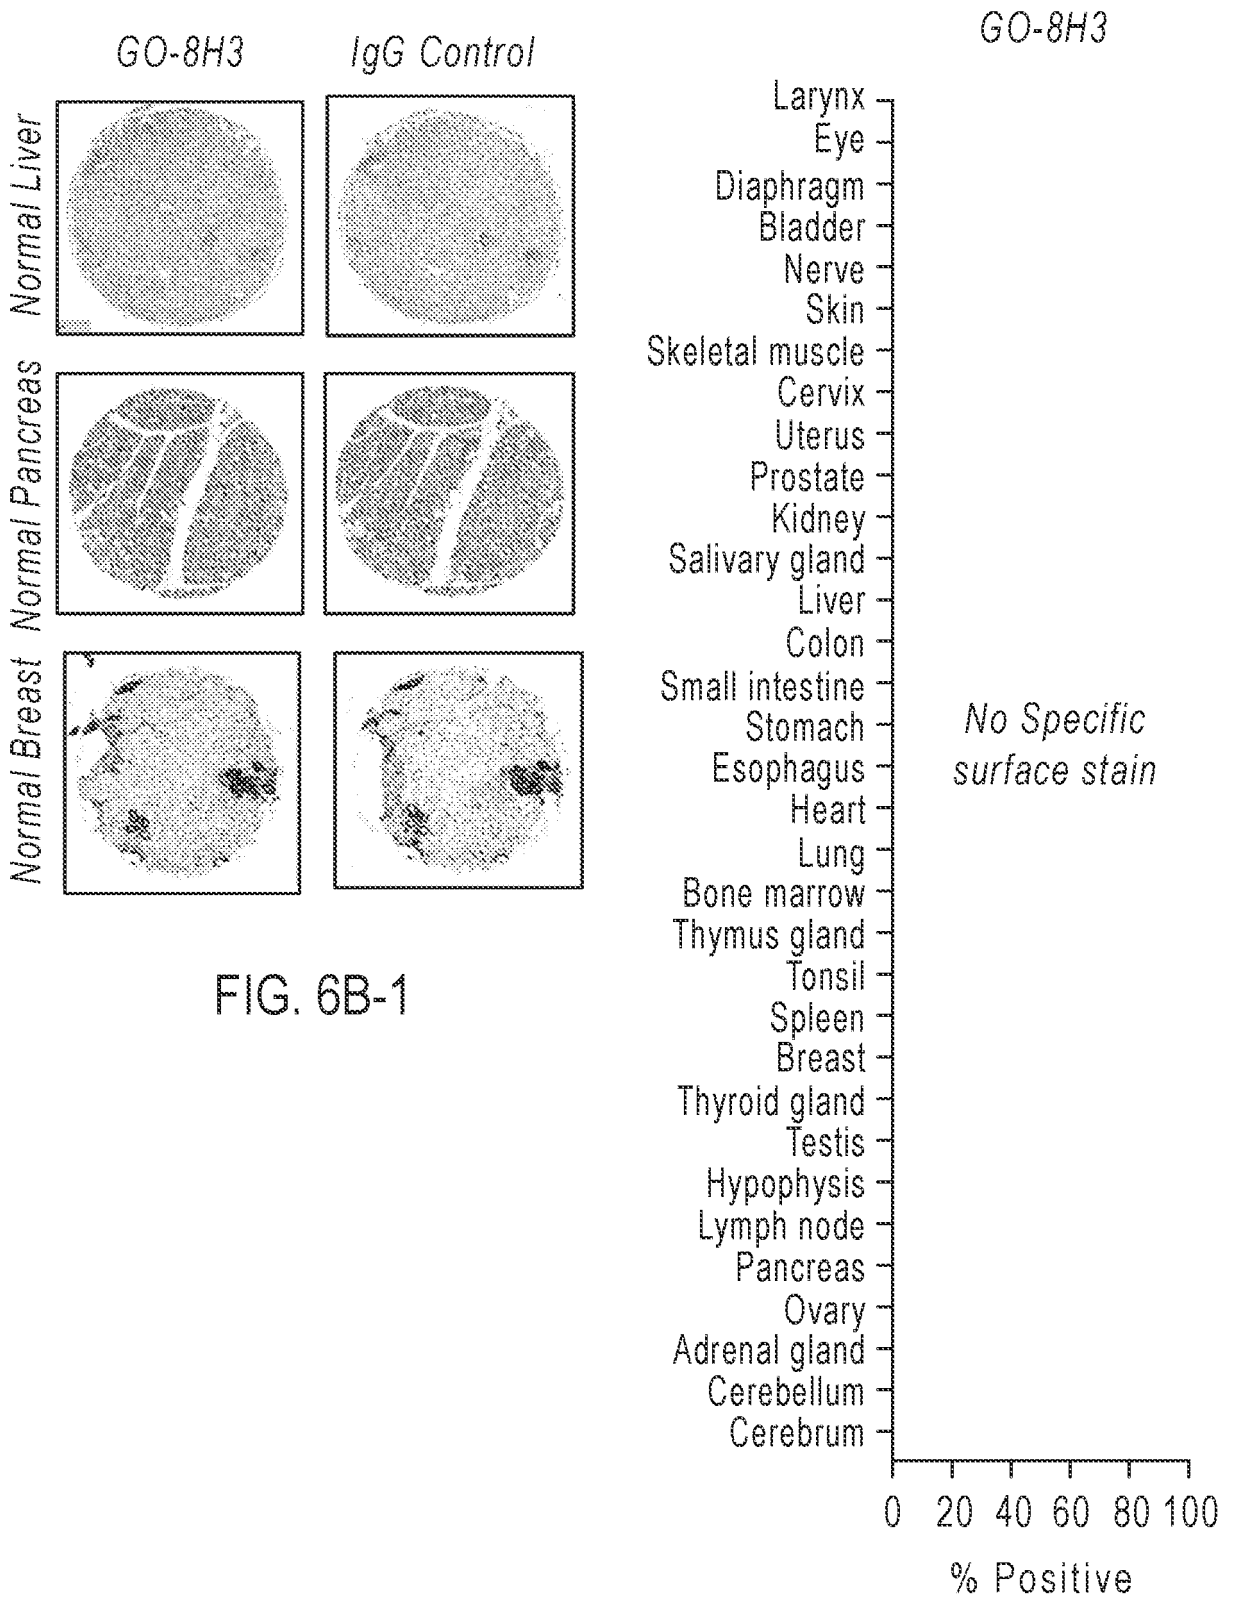 GO-8H3
IgG Control
Normal Liver
Normal Pancreas
Normal Breast
FIG. 6B-1
GO-8H3
Larynx
Eye
Diaphragm
Bladder
Nerve
Skin
Skeletal muscle
Cervix
Uterus
Prostate
Kidney
Salivary gland
Liver
Colon
Small intestine
Stomach
Esophagus
Heart
Lung
Bone marrow
Thymus gland
Tonsil
Spleen
Breast
Thyroid gland
Testis
Hypophysis
Lymph node
Pancreas
Ovary
Adrenal gland
Cerebellum
Cerebrum
No Specific
surface stain
0 20 40 60 80 100
% Positive